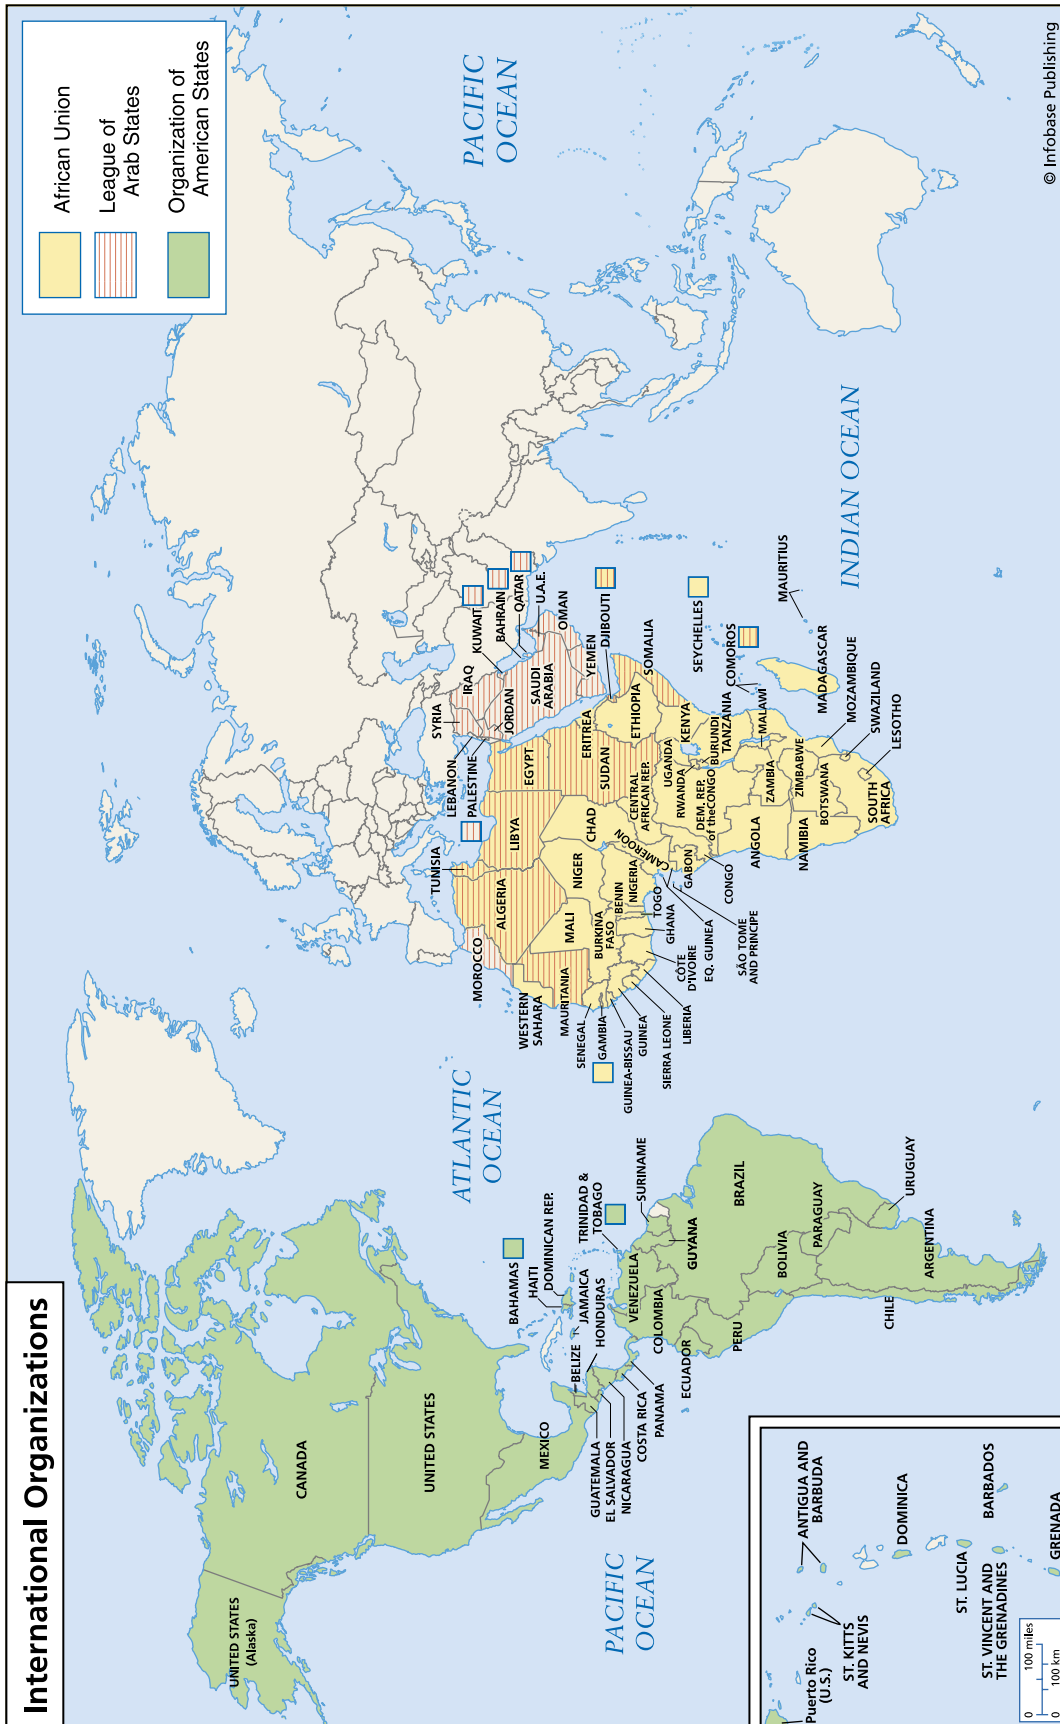 International Organizations
African Union
League of
Arab States
Organization of
American States
PACIFIC
OCEAN
ATLANTIC
OCEAN
PACIFIC
OCEAN
INDIAN OCEAN
UNITED STATES
(Alaska)
CANADA
UNITED STATES
MEXICO
GUATEMALA
EL SALVADOR
NICARAGUA
COSTA RICA
PANAMA
BELIZE
HONDURAS
JAMAICA
HAITI
DOMINICAN REP.
BAHAMAS
TRINIDAD &
TOBAGO
SURINAME
GUYANA
VENEZUELA
COLOMBIA
ECUADOR
PERU
BRAZIL
BOLIVIA
PARAGUAY
CHILE
ARGENTINA
URUGUAY
MOROCCO
WESTERN
SAHARA
MAURITANIA
SENEGAL
GAMBIA
GUINEA-BISSAU
GUINEA
SIERRA LEONE
LIBERIA
CÔTE
D'IVOIRE
GHANA
TOGO
BENIN
BURKINA
FASO
MALI
ALGERIA
TUNISIA
LIBYA
NIGER
NIGERIA
CHAD
CAMEROON
EQ. GUINEA
SÃO TOME
AND PRINCIPE
GABON
CONGO
DEM. REP.
of the CONGO
CENTRAL
AFRICAN REP.
EGYPT
SUDAN
ERITREA
ETHIOPIA
DJIBOUTI
SOMALIA
UGANDA
KENYA
RWANDA
BURUNDI
TANZANIA
ANGOLA
ZAMBIA
MALAWI
ZIMBABWE
NAMIBIA
BOTSWANA
SOUTH
AFRICA
MOZAMBIQUE
SWAZILAND
LESOTHO
MADAGASCAR
MAURITIUS
COMOROS
SEYCHELLES
LEBANON
PALESTINE
SYRIA
IRAQ
JORDAN
SAUDI
ARABIA
KUWAIT
BAHRAIN
QATAR
U.A.E.
OMAN
YEMEN
Puerto Rico
(U.S.)
ST. KITTS
AND NEVIS
ANTIGUA AND
BARBUDA
DOMINICA
ST. LUCIA
BARBADOS
ST. VINCENT AND
THE GRENADINES
GRENADA
0 100 miles
0 100 km
© Infobase Publishing